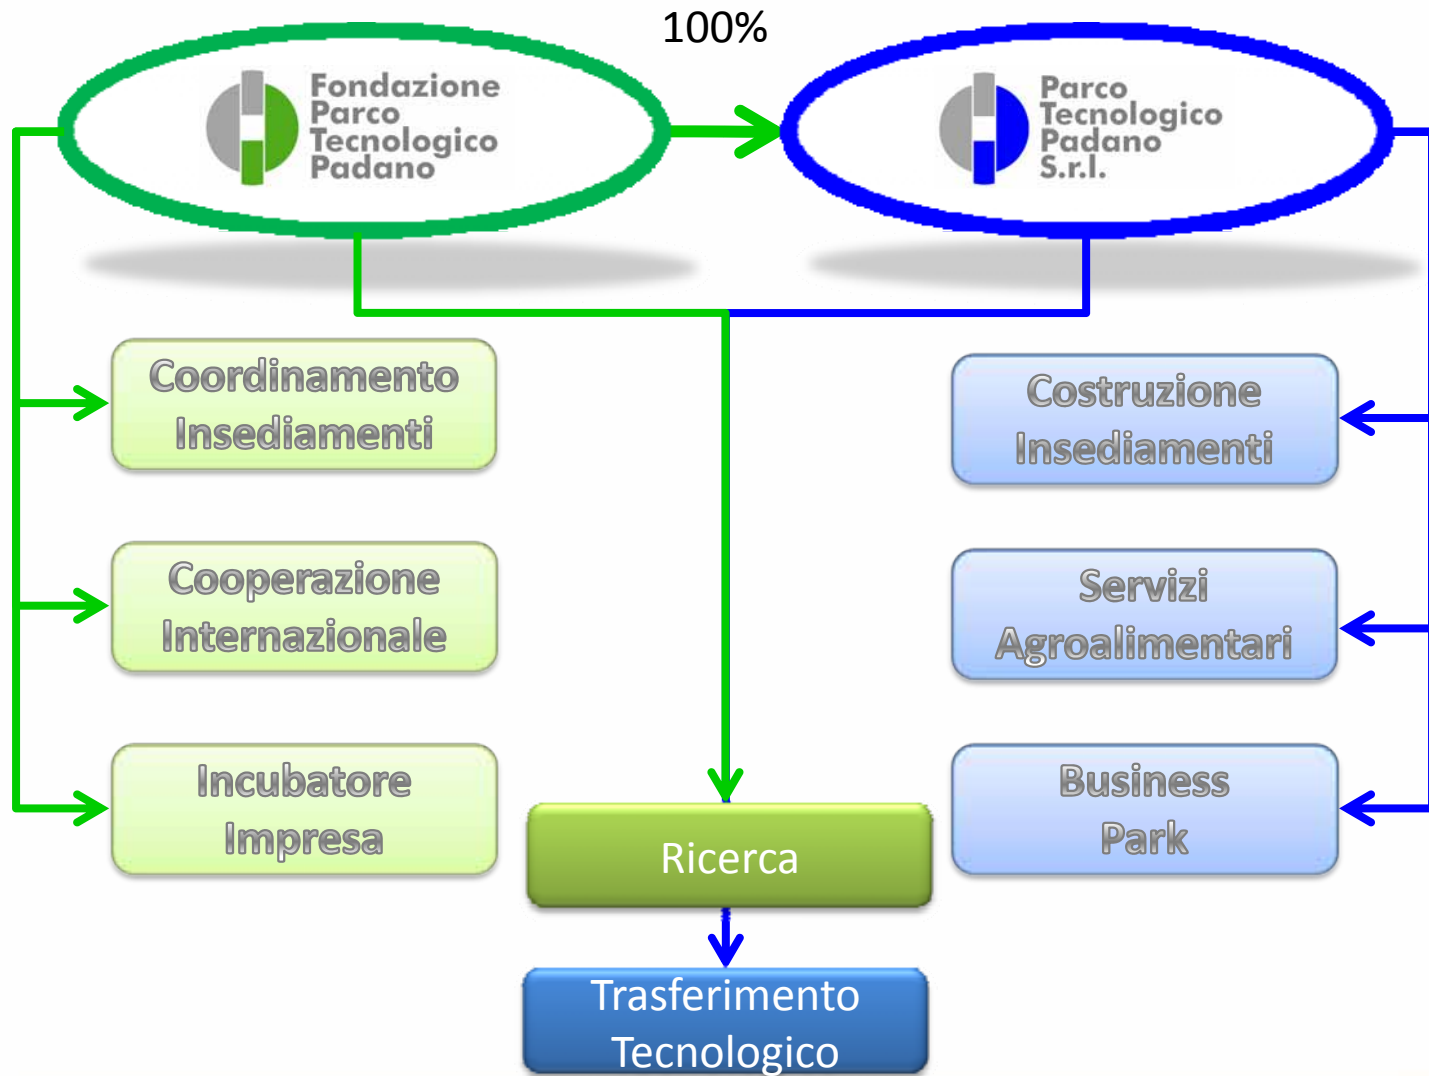 100%
Fondazione
Parco
Tecnologico
Padano
Parco
Tecnologico
Padano
S.r.l.
Coordinamento
Insediamenti
Costruzione
Insediamenti
Cooperazione
Internazionale
Servizi
Agroalimentari
Incubatore
Impresa
Business
Park
Ricerca
Trasferimento
Tecnologico